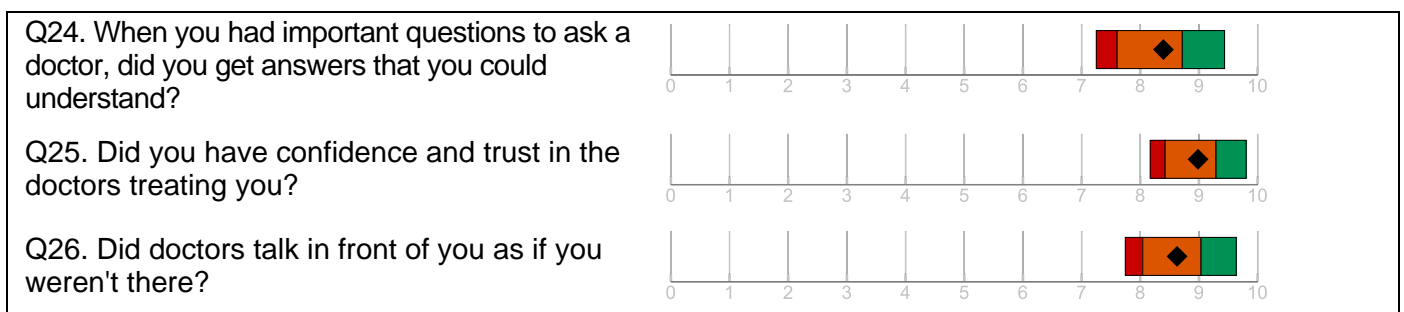 Q24. When you had important questions to ask a
doctor, did you get answers that you could
understand?
0 1 2 3 4 5 6 7 8 9 10
Q25. Did you have confidence and trust in the
doctors treating you?
0 1 2 3 4 5 6 7 8 9 10
Q26. Did doctors talk in front of you as if you
weren't there?
0 1 2 3 4 5 6 7 8 9 10